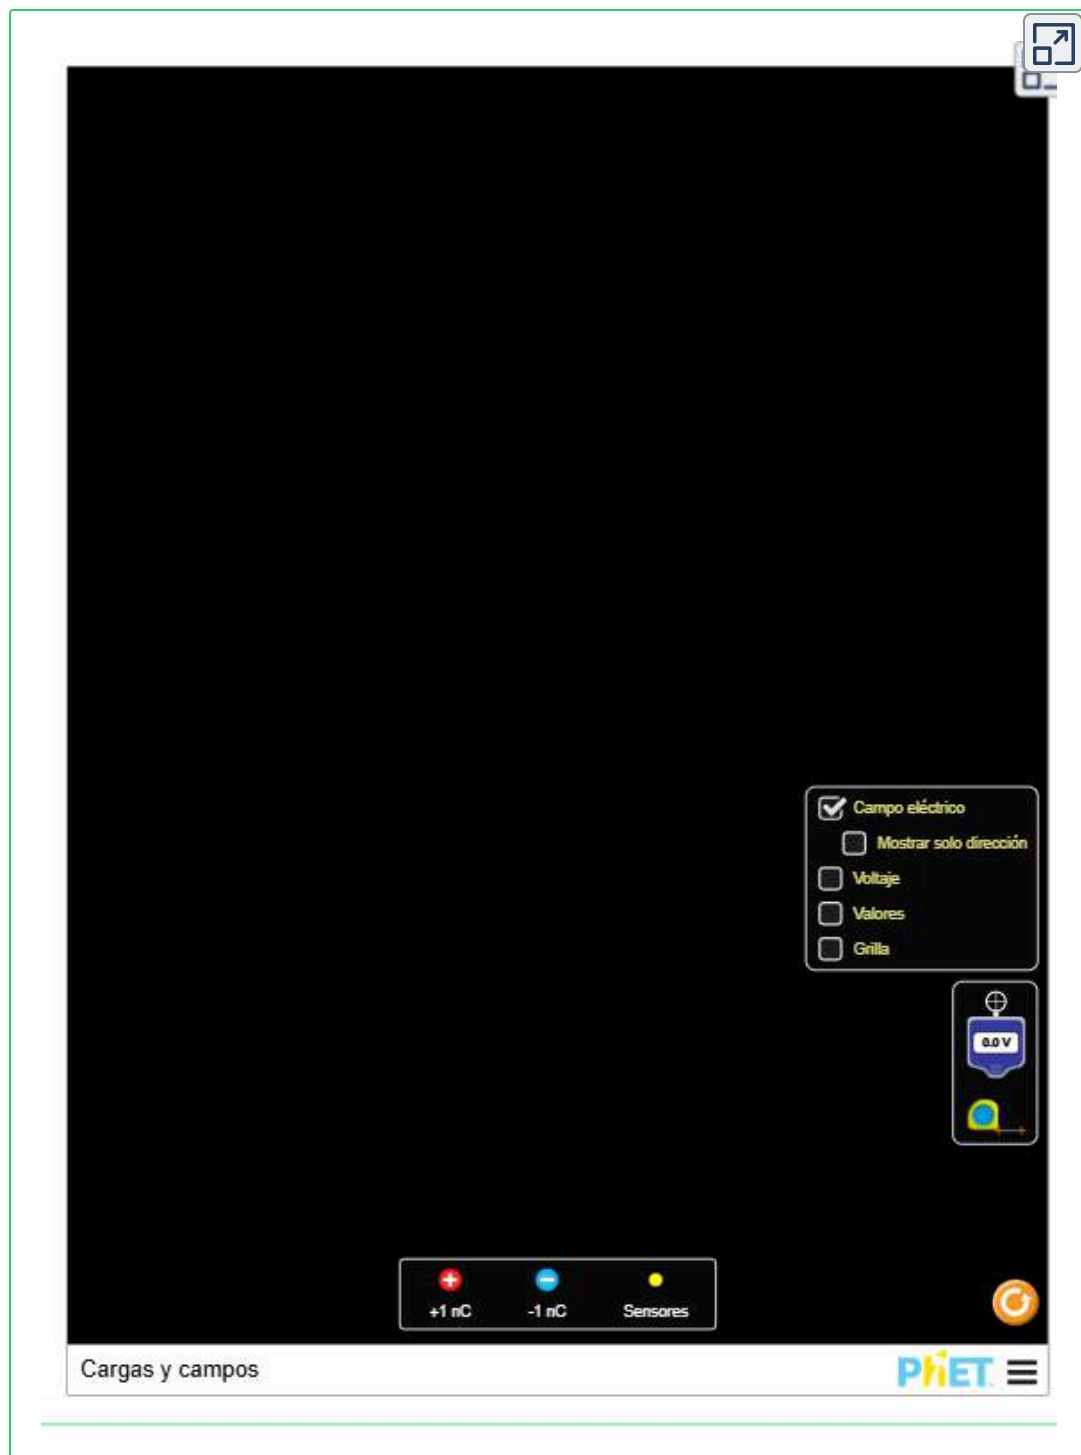 Campo eléctrico
Mostrar solo dirección
Voltaje
Valores
Grilla
0.0 V
+1 nC
-1 nC
Sensores
Cargas y campos
PhET